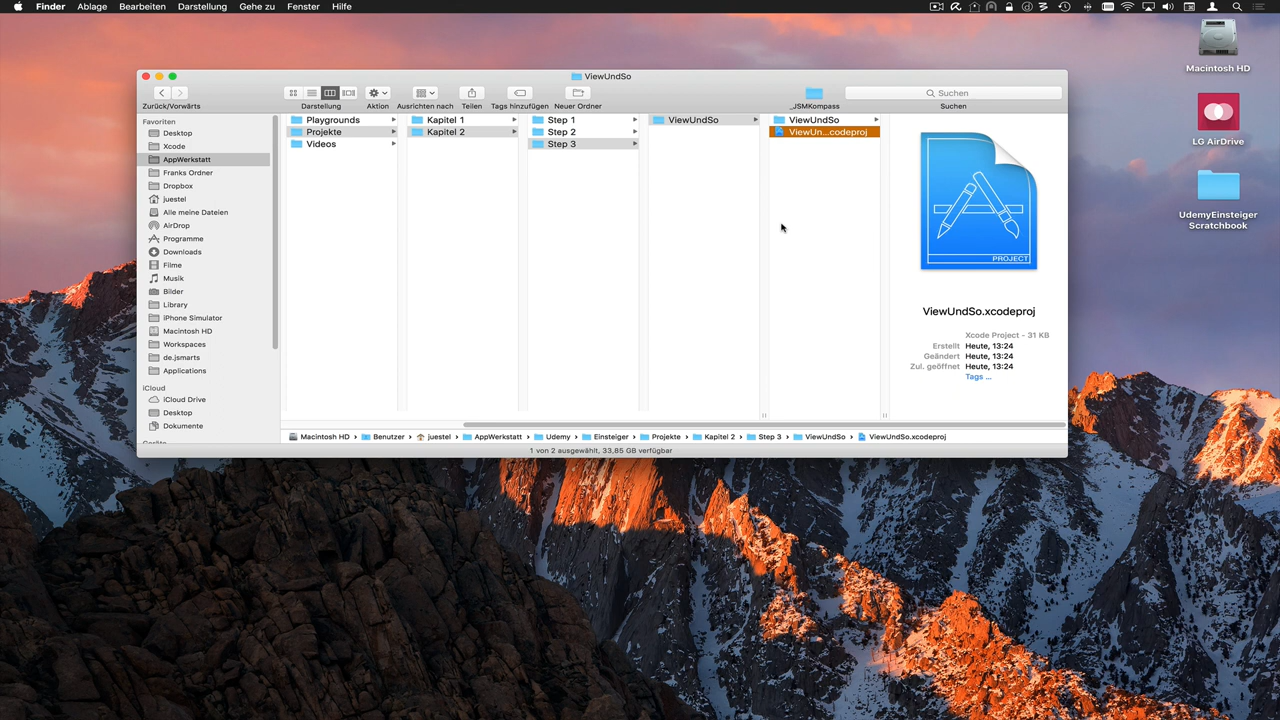 Finder Ablage Bearbeiten Darstellung Gehe zu Fenster Hilfe
Macintosh HD
LG AirDrive
UdemyEinsteiger
Scratchbook
ViewUndSo
Suchen
Zurück/Vorwärts Darstellung Aktion Ausrichten nach Teilen Tags hinzufügen Neuer Ordner _JSMKompass Suchen
Favoriten
Desktop
Xcode
AppWerkstatt
Franks Ordner
Dropbox
juestel
Alle meine Dateien
AirDrop
Programme
Downloads
Filme
Musik
Bilder
Library
iPhone Simulator
Macintosh HD
Workspaces
de.jsmarts
Applications
iCloud
iCloud Drive
Desktop
Dokumente
Playgrounds
Projekte
Videos
Kapitel 1
Kapitel 2
Step 1
Step 2
Step 3
ViewUndSo
ViewUndSo
ViewUn...codeproj
PROJECT
ViewUndSo.xcodeproj
Xcode Project - 31 KB
Erstellt Heute, 13:24
Geändert Heute, 13:24
Zul. geöffnet Heute, 13:24
Tags ...
Macintosh HD Benutzer juestel AppWerkstatt Udemy Einsteiger Projekte Kapitel 2 Step 3 ViewUndSo ViewUndSo.xcodeproj
1 von 2 ausgewählt, 33,85 GB verfügbar